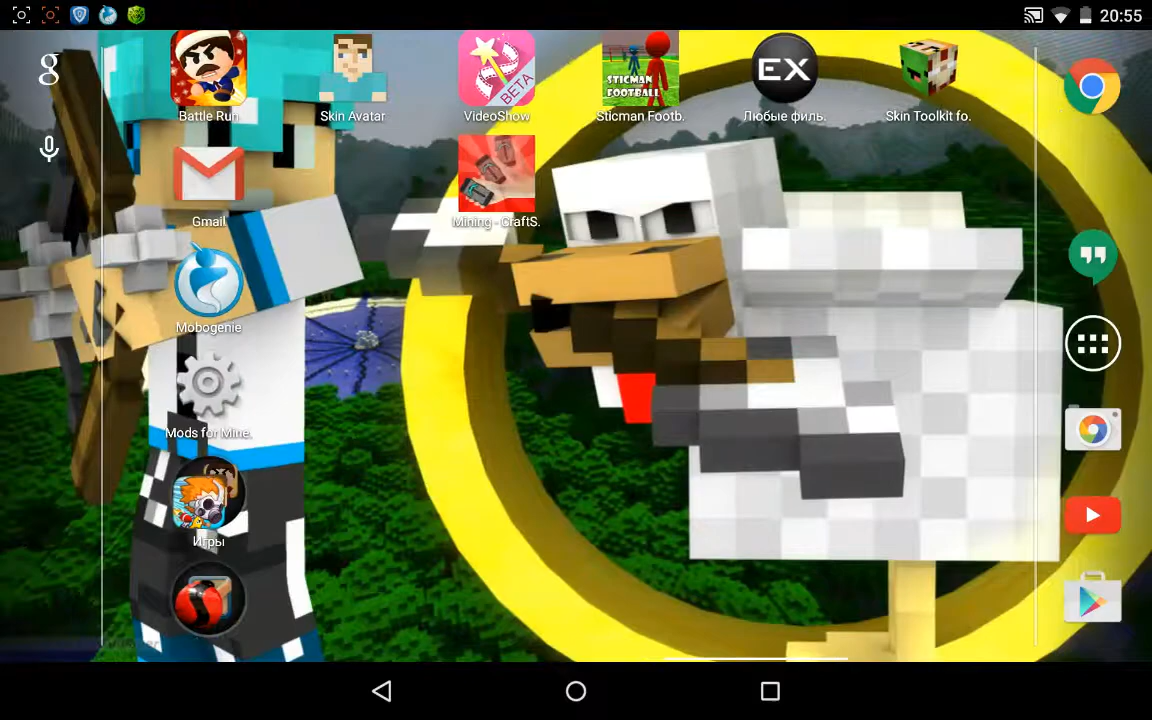 20:55
g
Battle Run
Skin Avatar
BETA
VideoShow
STICMAN
FOOTBALL
Sticman Footb.
EX
Любые филь.
Skin Toolkit fo.
Gmail
Mining - CraftS.
Mobogenie
Mods for Mine.
Игры